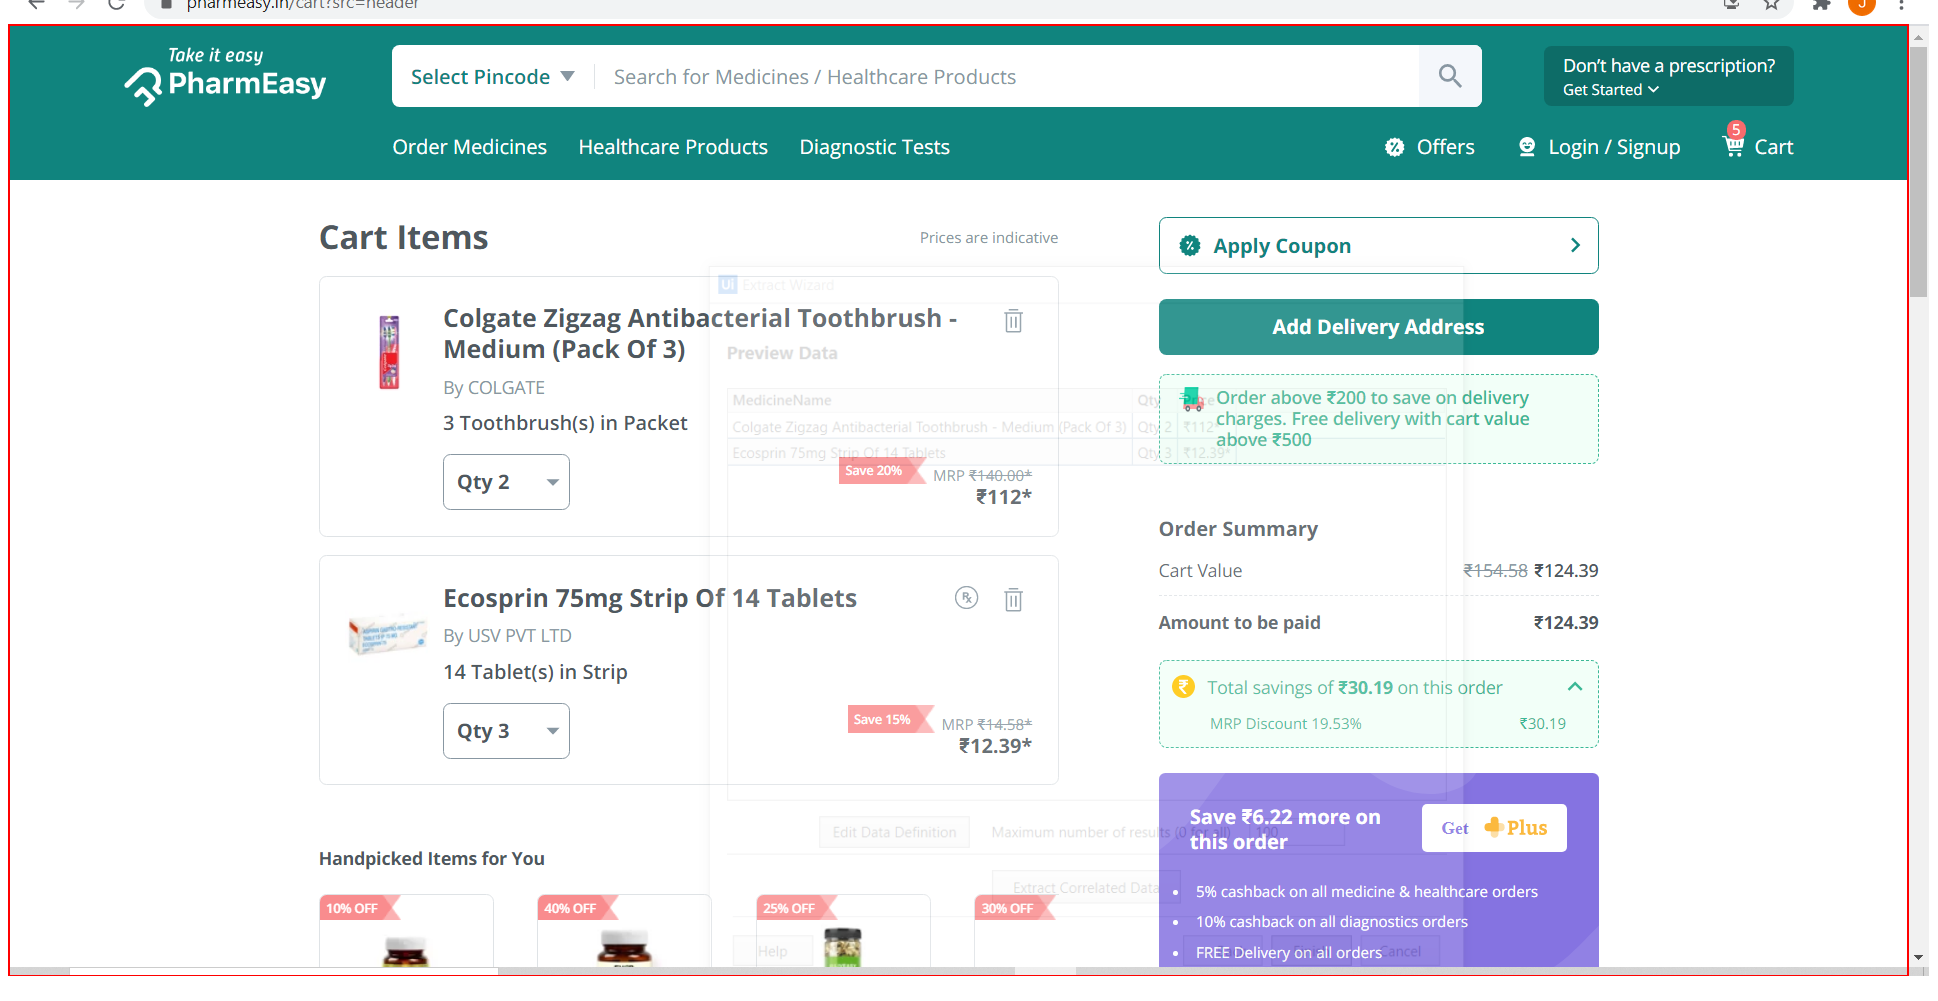 pharmeasy.in/cart?src=header
J
Take it easy
PharmEasy
Select Pincode
Search for Medicines / Healthcare Products
Don't have a prescription?
Get Started
Order Medicines Healthcare Products Diagnostic Tests
Offers
Login / Signup
5
Cart
Cart Items
Prices are indicative
Colgate Zigzag Antibacterial Toothbrush -
Medium (Pack Of 3)
By COLGATE
3 Toothbrush(s) in Packet
Qty 2
Save 20%
MRP ₹140.00*
₹112*
Ecosprin 75mg Strip Of 14 Tablets
By USV PVT LTD
14 Tablet(s) in Strip
Qty 3
Save 15%
MRP ₹14.58*
₹12.39*
Handpicked Items for You
10% OFF
40% OFF
25% OFF
30% OFF
Apply Coupon
Add Delivery Address
Order above ₹200 to save on delivery
charges. Free delivery with cart value
above ₹500
Order Summary
Cart Value ₹154.58 ₹124.39
Amount to be paid ₹124.39
Total savings of ₹30.19 on this order
MRP Discount 19.53% ₹30.19
Save ₹6.22 more on
this order
Get Plus
5% cashback on all medicine & healthcare orders
10% cashback on all diagnostics orders
FREE Delivery on all orders
Ui Extract Wizard
Preview Data
MedicineName Qty
Colgate Zigzag Antibacterial Toothbrush - Medium (Pack Of 3) Qty 2 ₹112*
Ecosprin 75mg Strip Of 14 Tablets Qty 3 ₹12.39*
Edit Data Definition
Maximum number of results (0 for all) 100
Extract Correlated Data
Help
Cancel